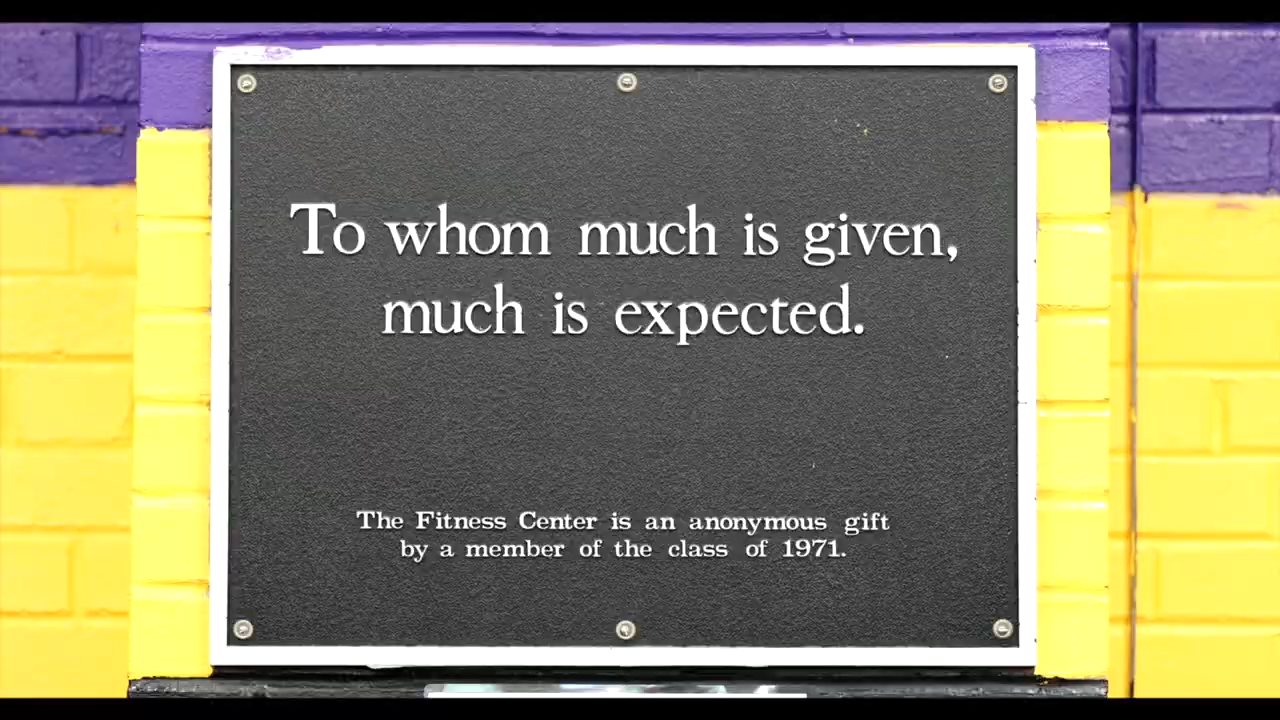 To whom much is given,
much is expected.
The Fitness Center is an anonymous gift
by a member of the class of 1971.